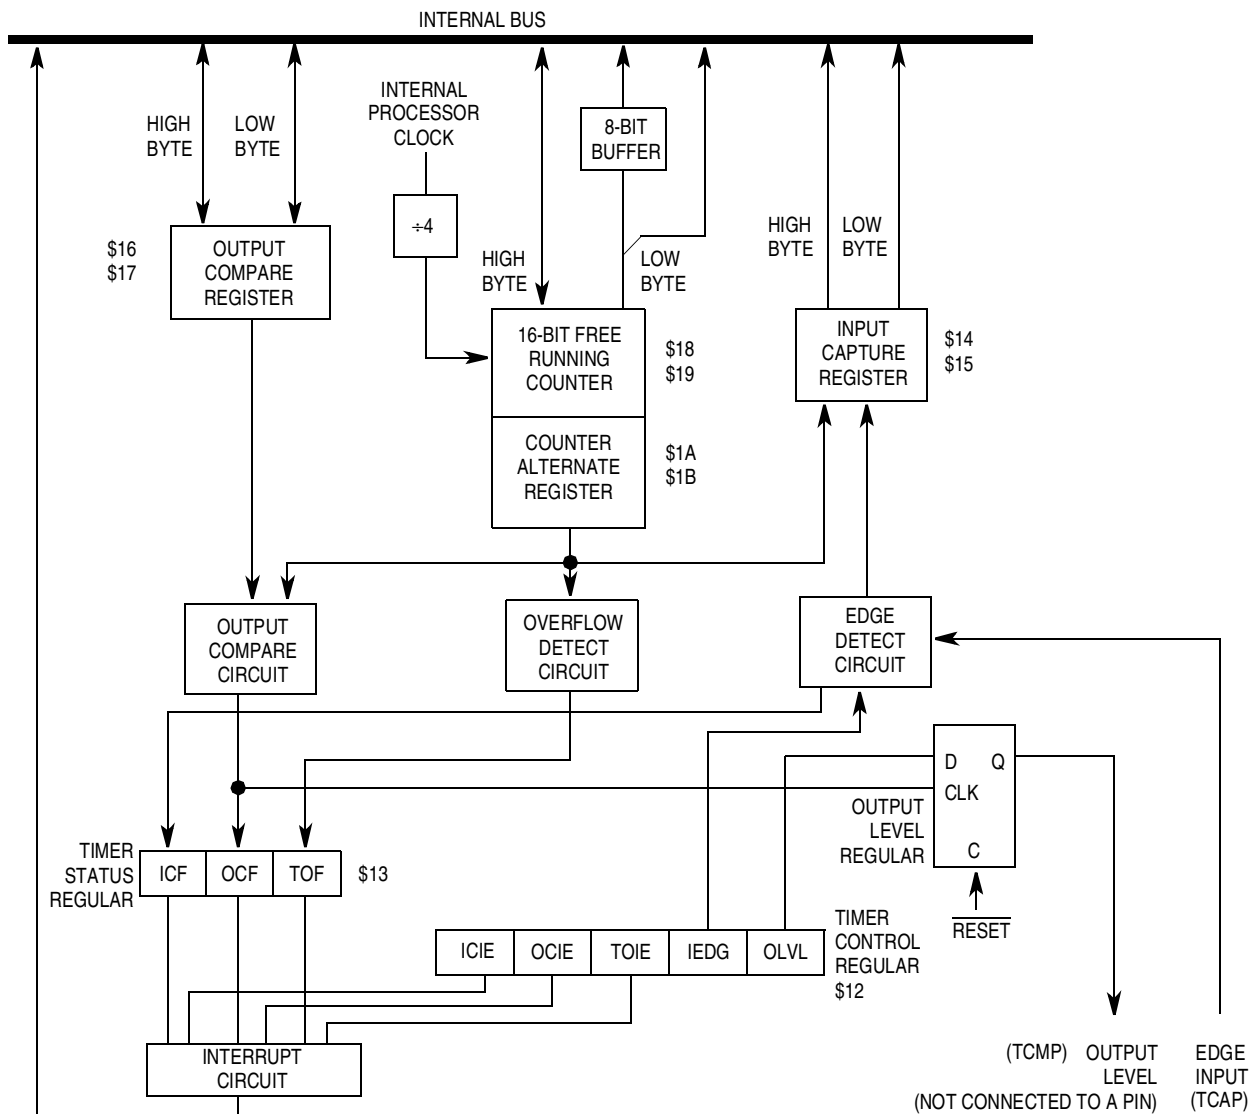 INTERNAL BUS
HIGH
BYTE
LOW
BYTE
INTERNAL
PROCESSOR
CLOCK
÷4
8-BIT
BUFFER
HIGH
BYTE
LOW
BYTE
HIGH
BYTE
LOW
BYTE
$16
$17
OUTPUT
COMPARE
REGISTER
16-BIT FREE
RUNNING
COUNTER
$18
$19
COUNTER
ALTERNATE
REGISTER
$1A
$1B
INPUT
CAPTURE
REGISTER
$14
$15
OUTPUT
COMPARE
CIRCUIT
OVERFLOW
DETECT
CIRCUIT
EDGE
DETECT
CIRCUIT
D Q
CLK
C
OUTPUT
LEVEL
REGULAR
RESET
TIMER
STATUS
REGULAR
ICF OCF TOF
$13
ICIE OCIE TOIE IEDG OLVL
TIMER
CONTROL
REGULAR
$12
INTERRUPT
CIRCUIT
(TCMP) OUTPUT
LEVEL
(NOT CONNECTED TO A PIN)
EDGE
INPUT
(TCAP)